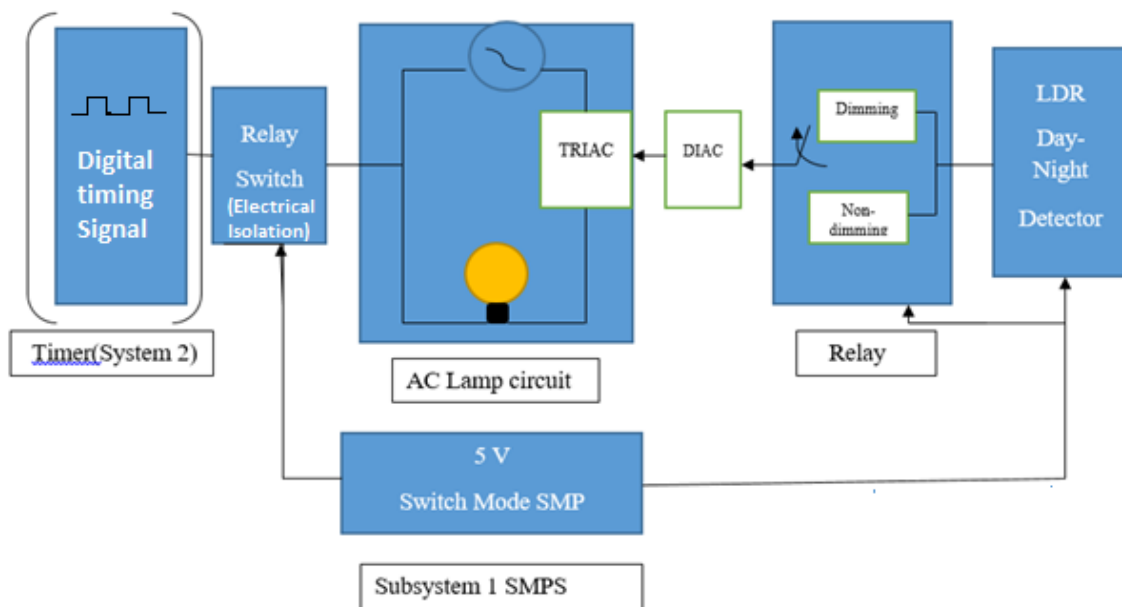 Digital
timing
Signal
Timer(System 2)
Relay
Switch
(Electrical
Isolation)
TRIAC
AC Lamp circuit
DIAC
Dimming
Non-
dimming
Relay
LDR
Day-
Night
Detector
5 V
Switch Mode SMP
Subsystem 1 SMPS